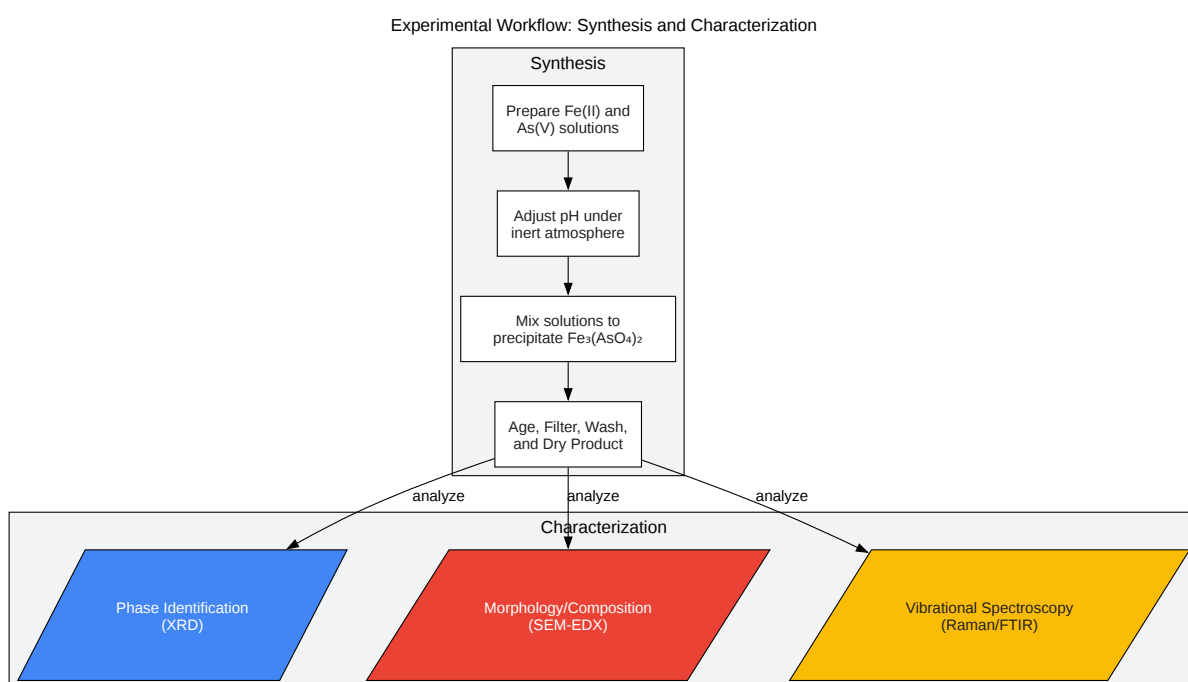 Experimental Workflow: Synthesis and Characterization
Synthesis
Prepare Fe(II) and
As(V) solutions
Adjust pH under
inert atmosphere
Mix solutions to
precipitate Fe₃(AsO₄)₂
Age, Filter, Wash,
and Dry Product
analyze
analyze
analyze
Characterization
Phase Identification
(XRD)
Morphology/Composition
(SEM-EDX)
Vibrational Spectroscopy
(Raman/FTIR)